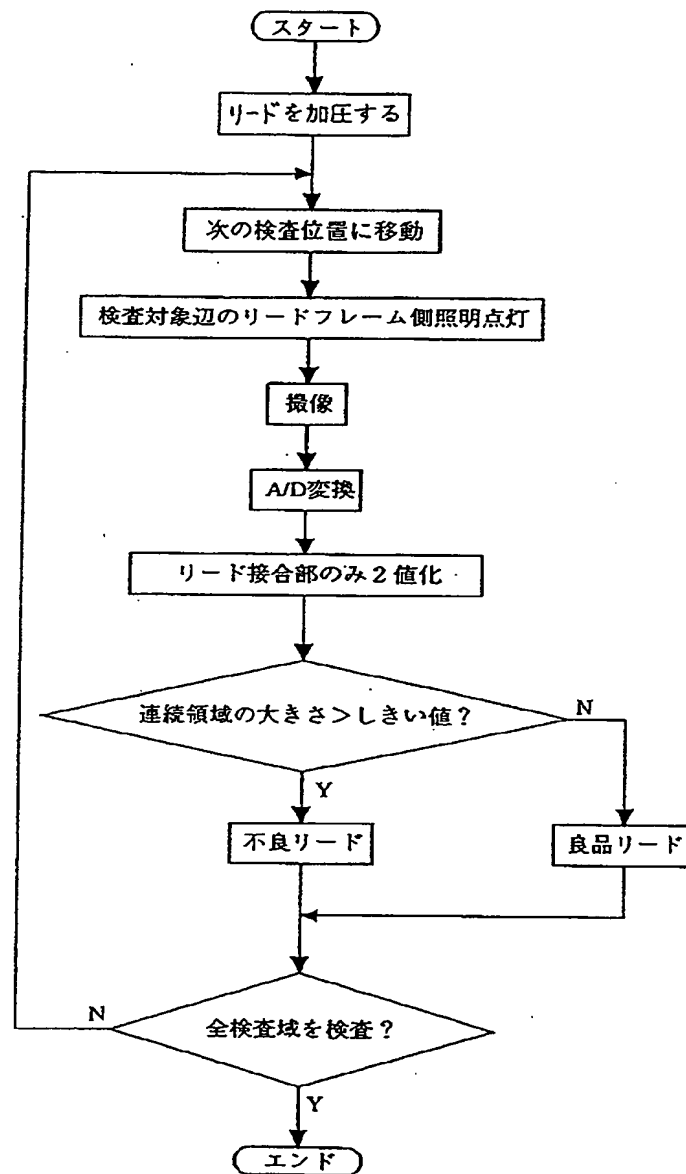 スタート
リードを加圧する
次の検査位置に移動
検査対象辺のリードフレーム側照明点灯
撮像
A/D変換
リード接合部のみ2値化
連続領域の大きさ>しきい値?
N
Y
不良リード
良品リード
N
全検査域を検査?
Y
エンド